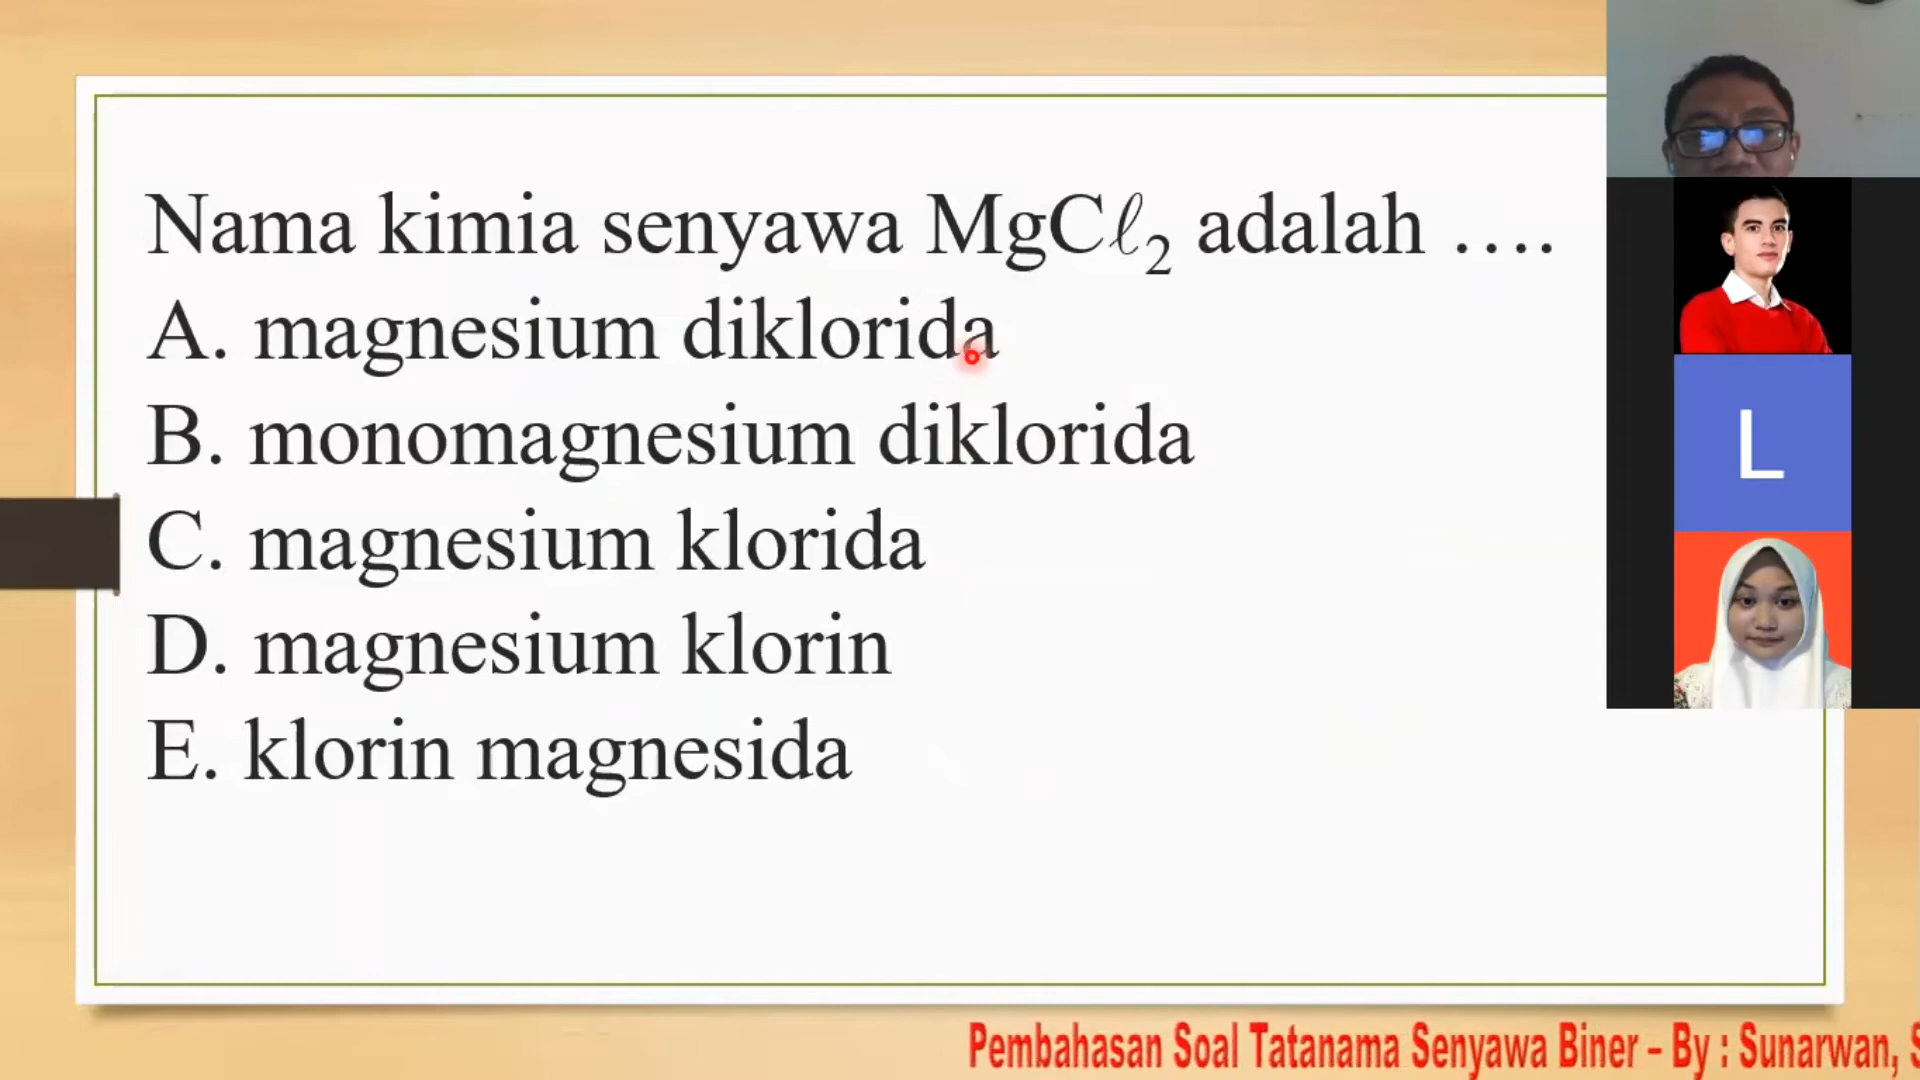 Nama kimia senyawa MgCℓ₂ adalah ….
A. magnesium diklorida
B. monomagnesium diklorida
C. magnesium klorida
D. magnesium klorin
E. klorin magnesida
L
Pembahasan Soal Tatanama Senyawa Biner – By : Sunarwan, S